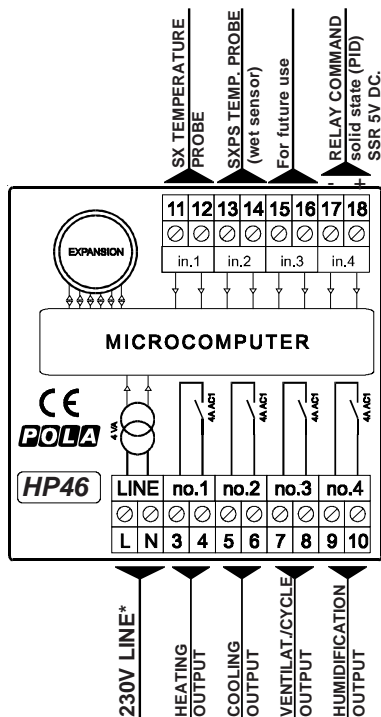 SX TEMPERATURE
PROBE
SXPS TEMP. PROBE
(wet sensor)
For future use
RELAY COMMAND
solid state (PID)
SSR 5V DC.
- +
11 12 13 14 15 16 17 18
in.1 in.2 in.3 in.4
EXPANSION
MICROCOMPUTER
CE
POLA
4 VA
4A AC1
4A AC1
4A AC1
4A AC1
HP46
LINE no.1 no.2 no.3 no.4
L N 3 4 5 6 7 8 9 10
230V LINE*
HEATING
OUTPUT
COOLING
OUTPUT
VENTILAT./CYCLE
OUTPUT
HUMIDIFICATION
OUTPUT